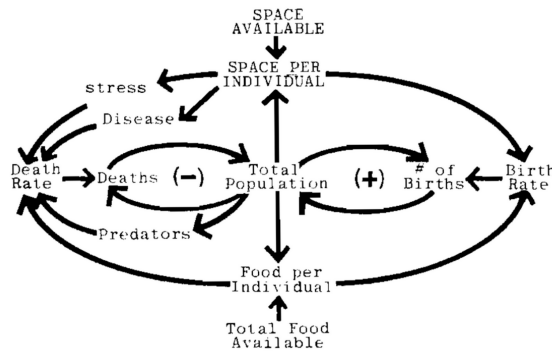 SPACE
AVAILABLE
SPACE PER
INDIVIDUAL
stress
Disease
Death
Rate
Deaths
(-)
Total
Population
(+)
# of
Births
Birth
Rate
Predators
Food per
Individual
Total Food
Available